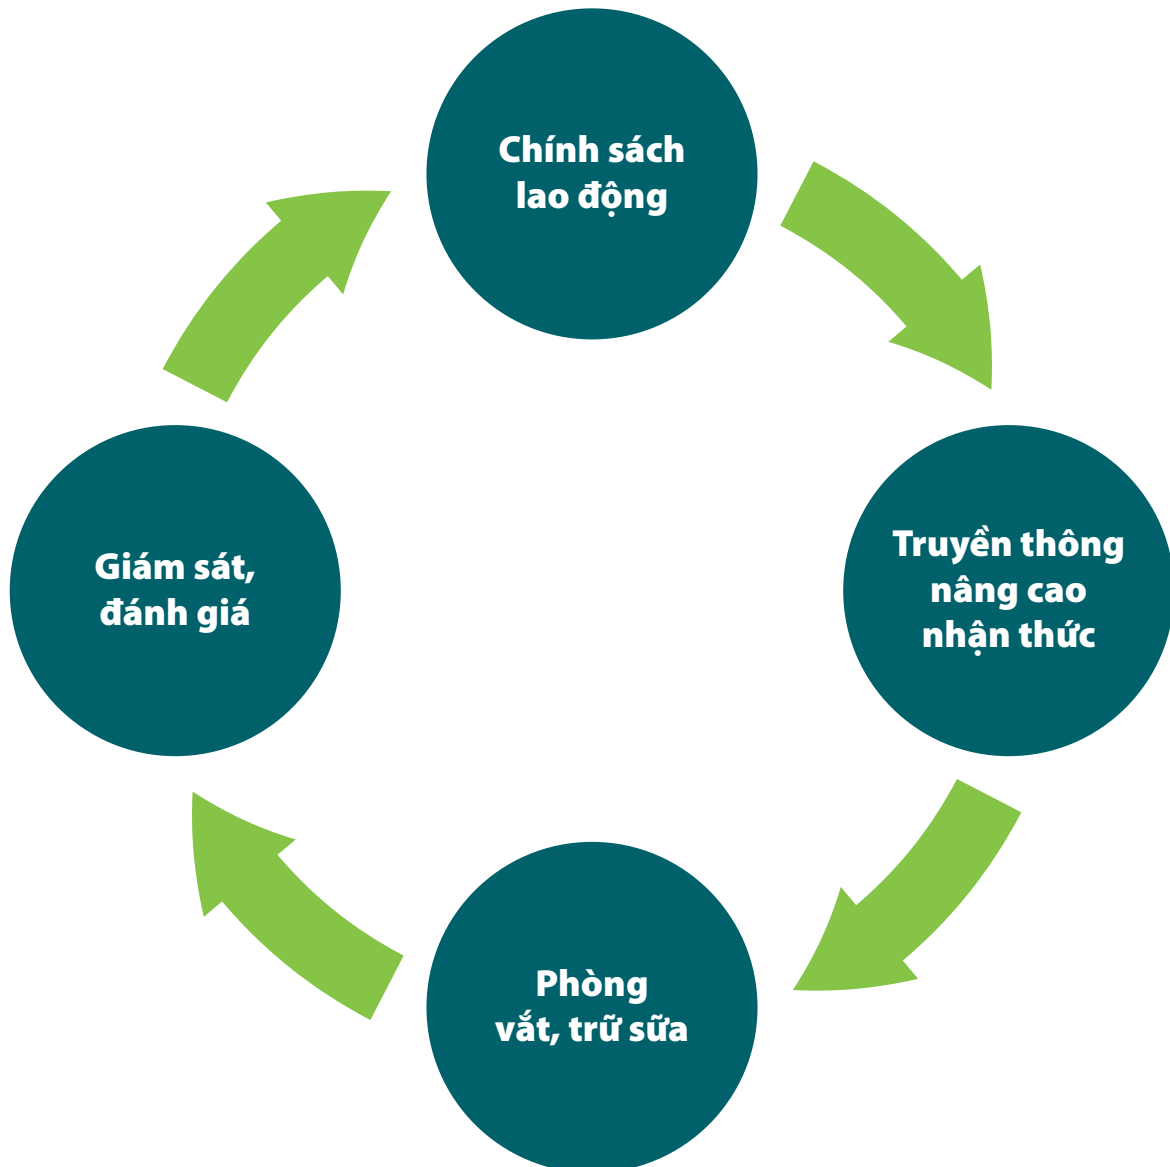 Chính sách
lao động
Truyền thông
nâng cao
nhận thức
Phòng
vắt, trữ sữa
Giám sát,
đánh giá